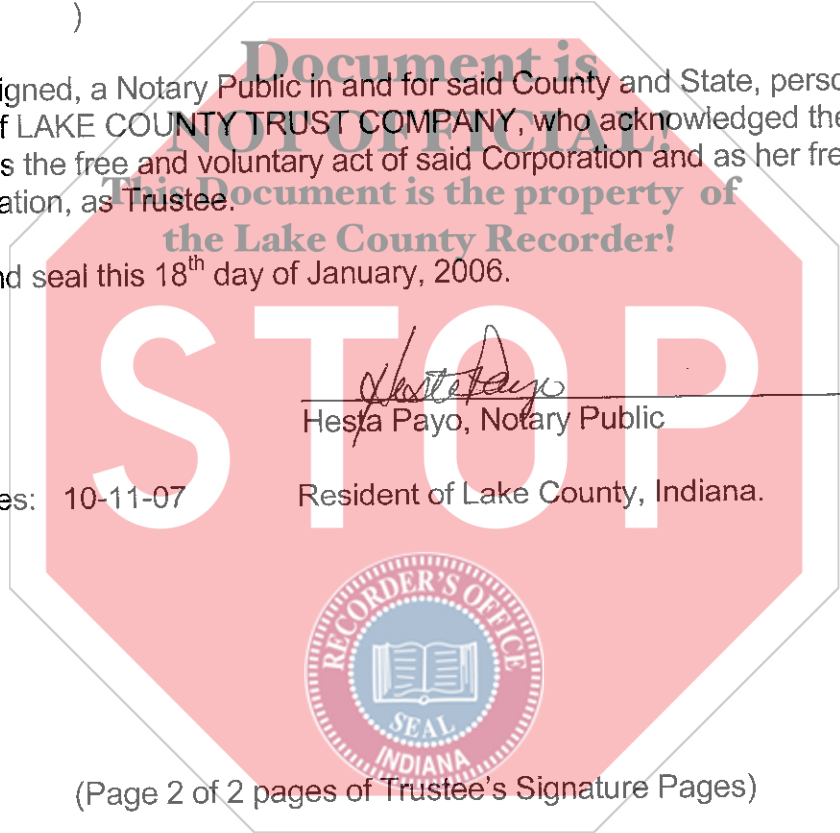 )
Document is
igned, a Notary Public in and for said County and State, perso
NOT OFFICIAL!
f LAKE COUNTY TRUST COMPANY, who acknowledged the
s the free and voluntary act of said Corporation and as her fre
This Document is the property of
ation, as Trustee.
the Lake County Recorder!
nd seal this 18th day of January, 2006.
STOP
Hesta Payo
Hesta Payo, Notary Public
es: 10-11-07 Resident of Lake County, Indiana.
RECORDER'S OFFICE
SEAL
INDIANA
(Page 2 of 2 pages of Trustee's Signature Pages)